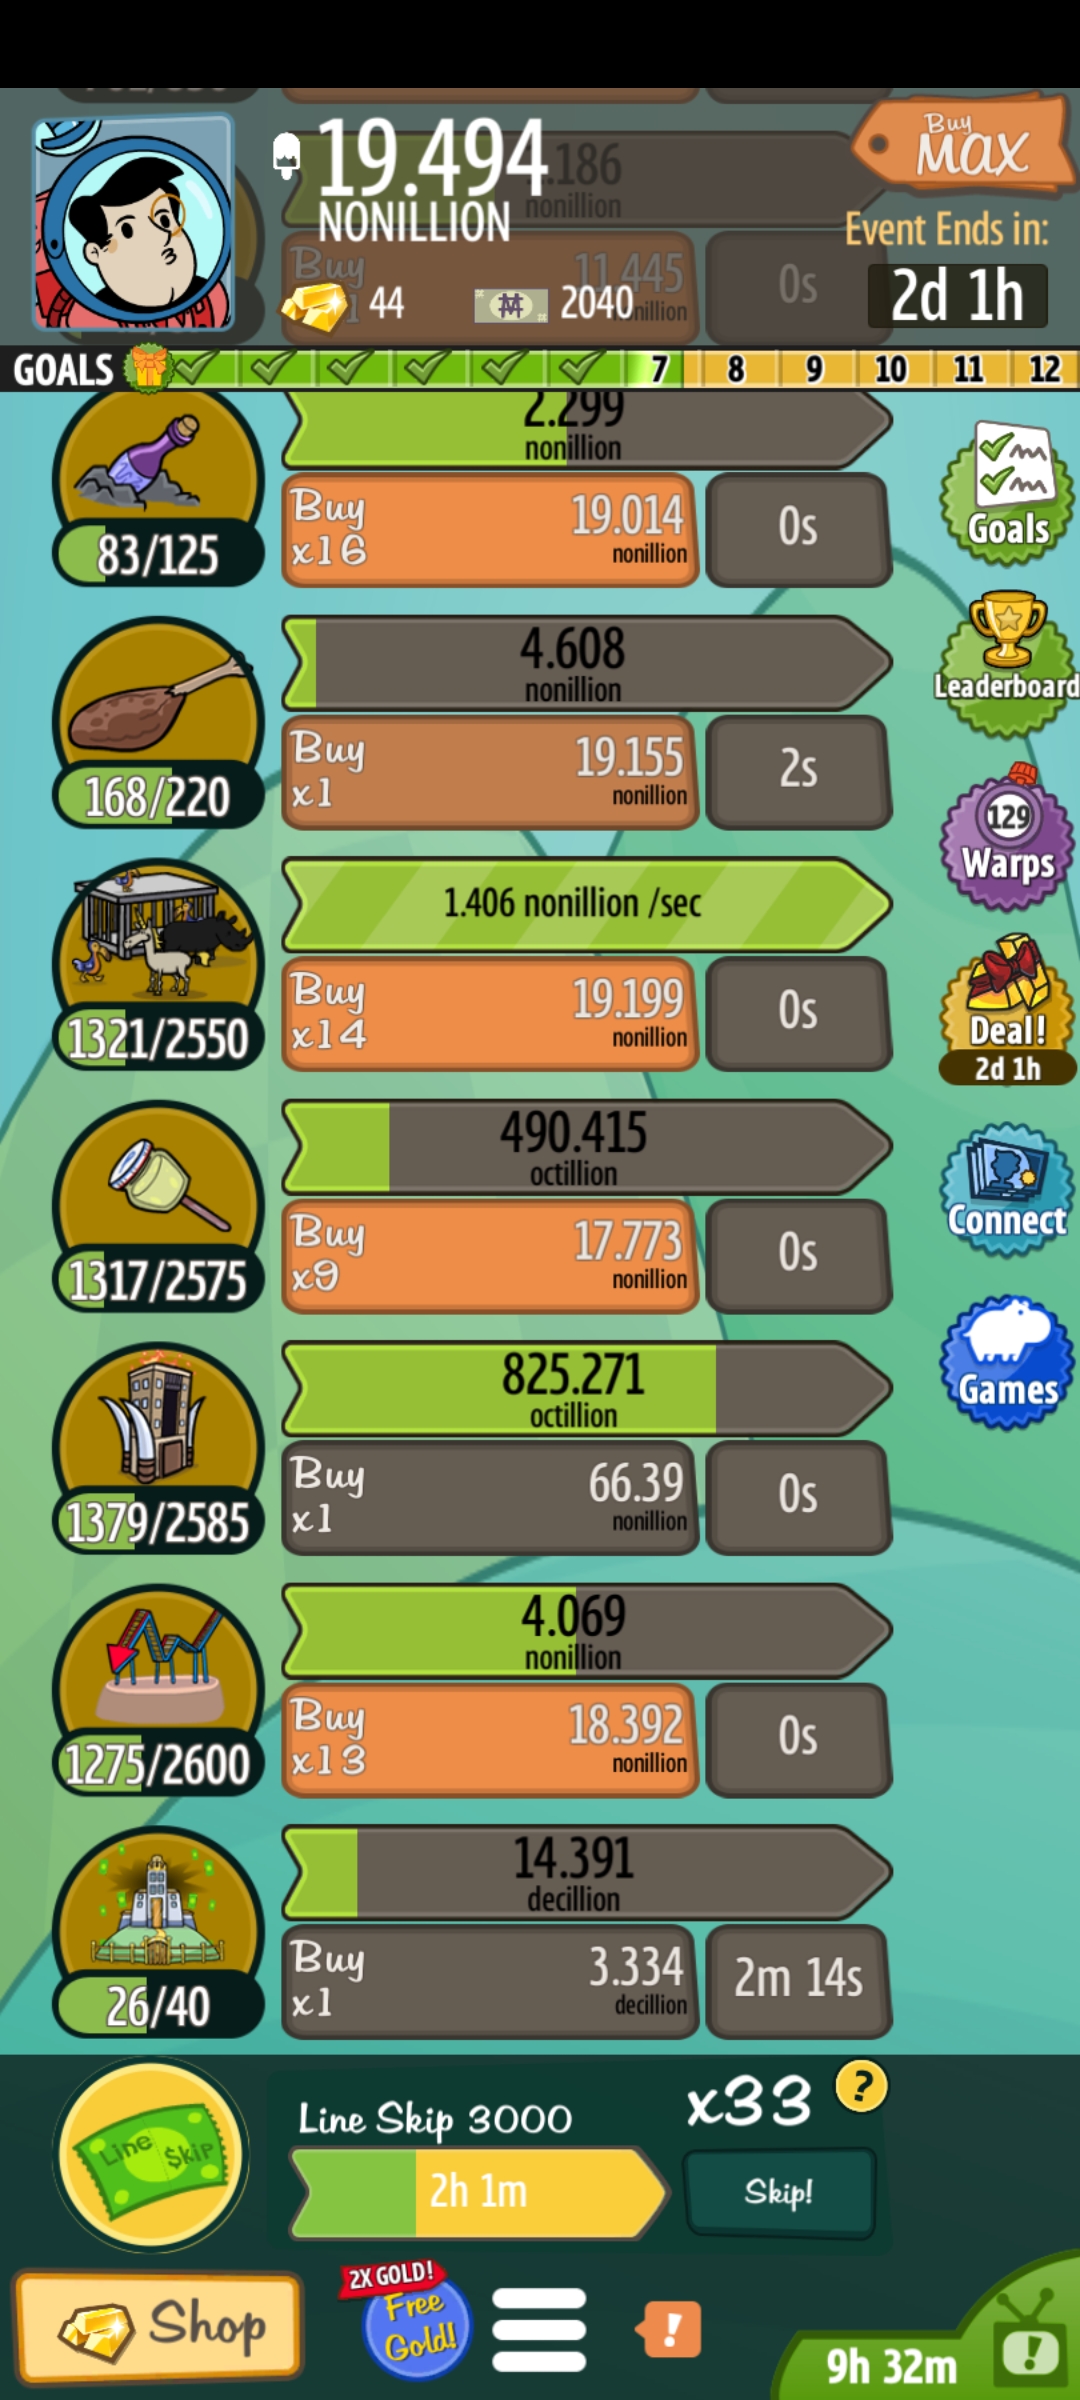 19.494
NONILLION
.186
nonillion
Buy
MAX
Event Ends in:
2d 1h
Buy
11.445
nillion
0s
44
2040
GOALS
7
8
9
10
11
12
2.299
nonillion
Buy
x16
19.014
nonillion
0s
83/125
Goals
4.608
nonillion
Buy
x1
19.155
nonillion
2s
168/220
Leaderboard
1.406 nonillion /sec
129
Warps
Buy
x14
19.199
nonillion
0s
1321/2550
Deal!
2d 1h
490.415
octillion
Buy
x9
17.773
nonillion
0s
1317/2575
Connect
825.271
octillion
Games
Buy
x1
66.39
nonillion
0s
1379/2585
4.069
nonillion
Buy
x13
18.392
nonillion
0s
1275/2600
14.391
decillion
Buy
x1
3.334
decillion
2m 14s
26/40
Line $kip
Line Skip 3000
2h 1m
x33
?
Skip!
Shop
2X GOLD!
Free
Gold!
!
9h 32m
!